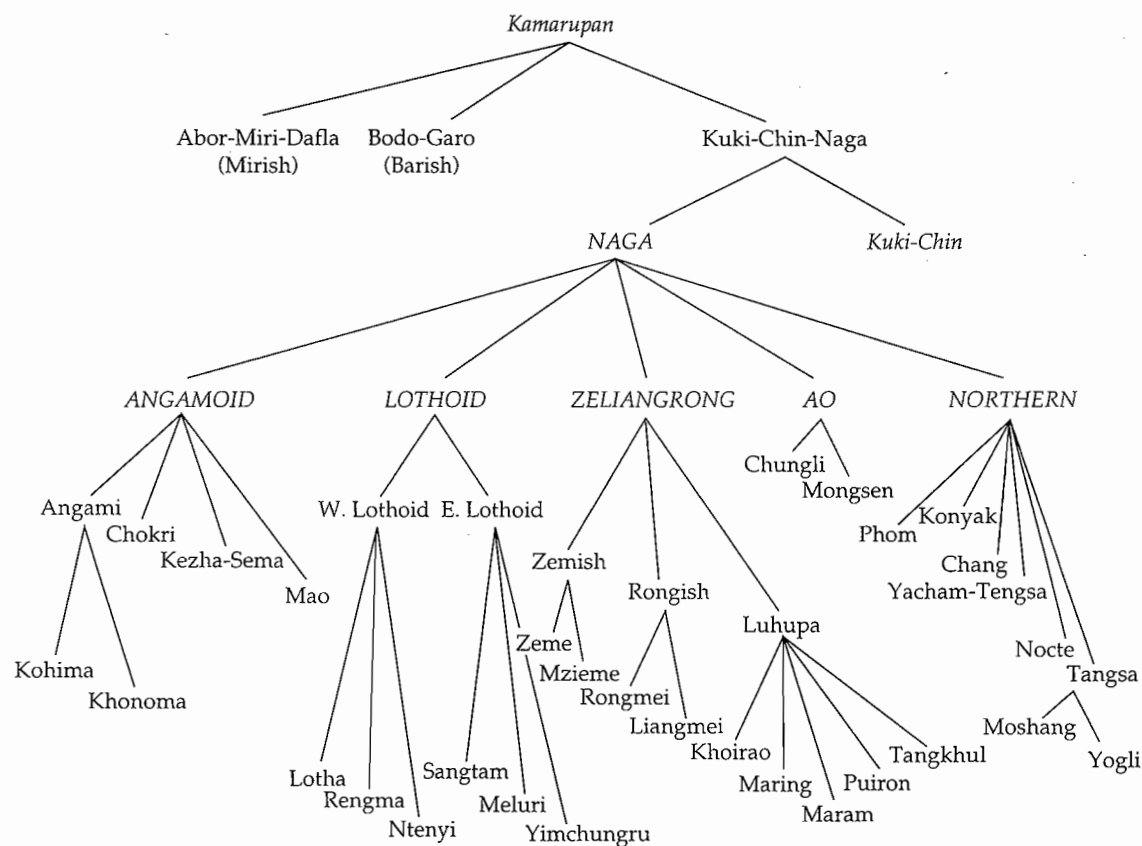 Kamarupan
Abor-Miri-Dafla
(Mirish)
Bodo-Garo
(Barish)
Kuki-Chin-Naga
NAGA
Kuki-Chin
ANGAMOID
LOTHOID
ZELIANGRONG
AO
NORTHERN
Angami
Chokri
Kezha-Sema
Mao
Kohima
Khonoma
W. Lothoid
E. Lothoid
Lotha
Rengma
Ntenyi
Sangtam
Meluri
Yimchungru
Zemish
Zeme
Mzieme
Rongish
Rongmei
Liangmei
Luhupa
Khoirao
Maring
Maram
Puiron
Tangkhul
Chungli
Mongsen
Phom
Konyak
Chang
Yacham-Tengsa
Nocte
Tangsa
Moshang
Yogli